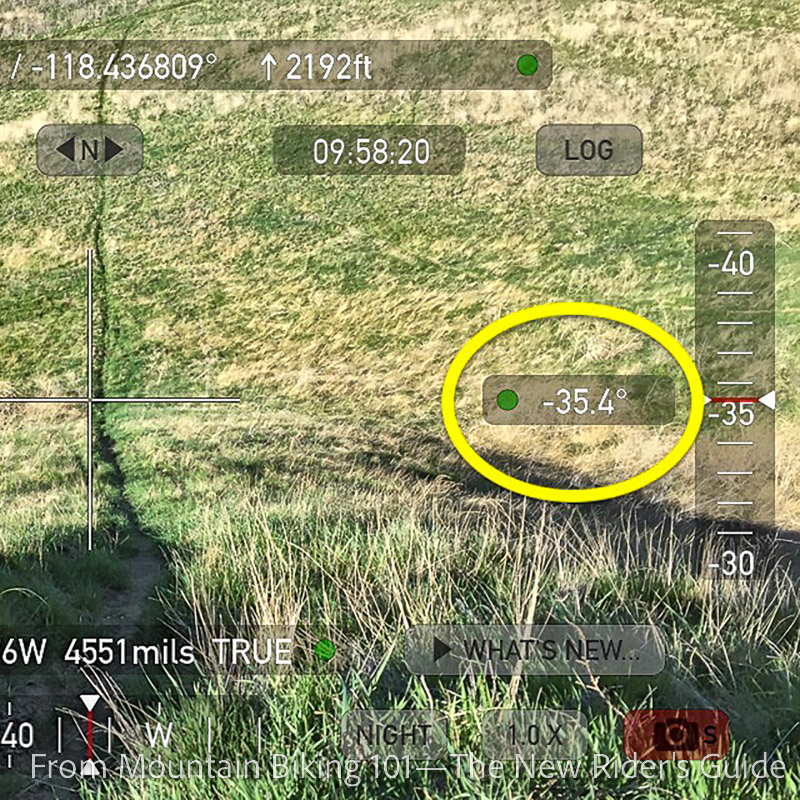 / -118.436809° ↑ 2192ft
N 09:58:20 LOG
-40
-35.4°
-35
-30
6W 4551mils TRUE WHAT'S NEW...
40 W NIGHT 1.0 X S
From Mountain Biking 101—The New Rider's Guide